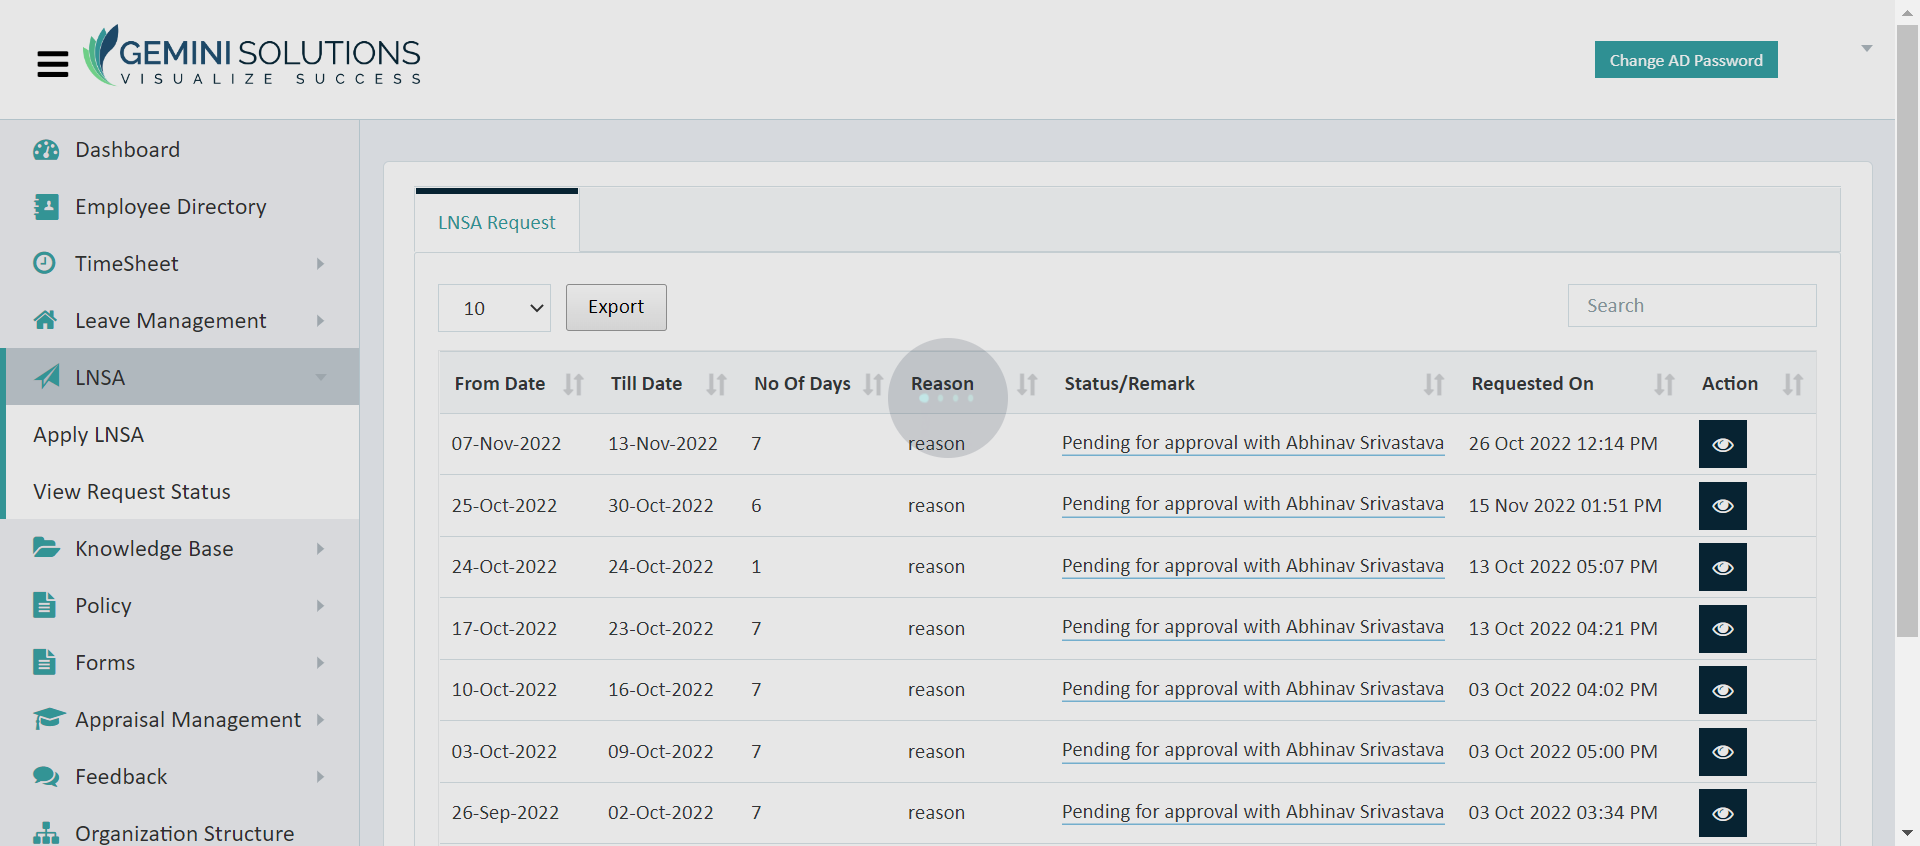 GEMINI SOLUTIONS
VISUALIZE SUCCESS
Change AD Password
Dashboard
Employee Directory
TimeSheet
Leave Management
LNSA
Apply LNSA
View Request Status
Knowledge Base
Policy
Forms
Appraisal Management
Feedback
Organization Structure
LNSA Request
10 Export Search
From Date Till Date No Of Days Reason Status/Remark Requested On Action
07-Nov-2022 13-Nov-2022 7 reason Pending for approval with Abhinav Srivastava 26 Oct 2022 12:14 PM
25-Oct-2022 30-Oct-2022 6 reason Pending for approval with Abhinav Srivastava 15 Nov 2022 01:51 PM
24-Oct-2022 24-Oct-2022 1 reason Pending for approval with Abhinav Srivastava 13 Oct 2022 05:07 PM
17-Oct-2022 23-Oct-2022 7 reason Pending for approval with Abhinav Srivastava 13 Oct 2022 04:21 PM
10-Oct-2022 16-Oct-2022 7 reason Pending for approval with Abhinav Srivastava 03 Oct 2022 04:02 PM
03-Oct-2022 09-Oct-2022 7 reason Pending for approval with Abhinav Srivastava 03 Oct 2022 05:00 PM
26-Sep-2022 02-Oct-2022 7 reason Pending for approval with Abhinav Srivastava 03 Oct 2022 03:34 PM